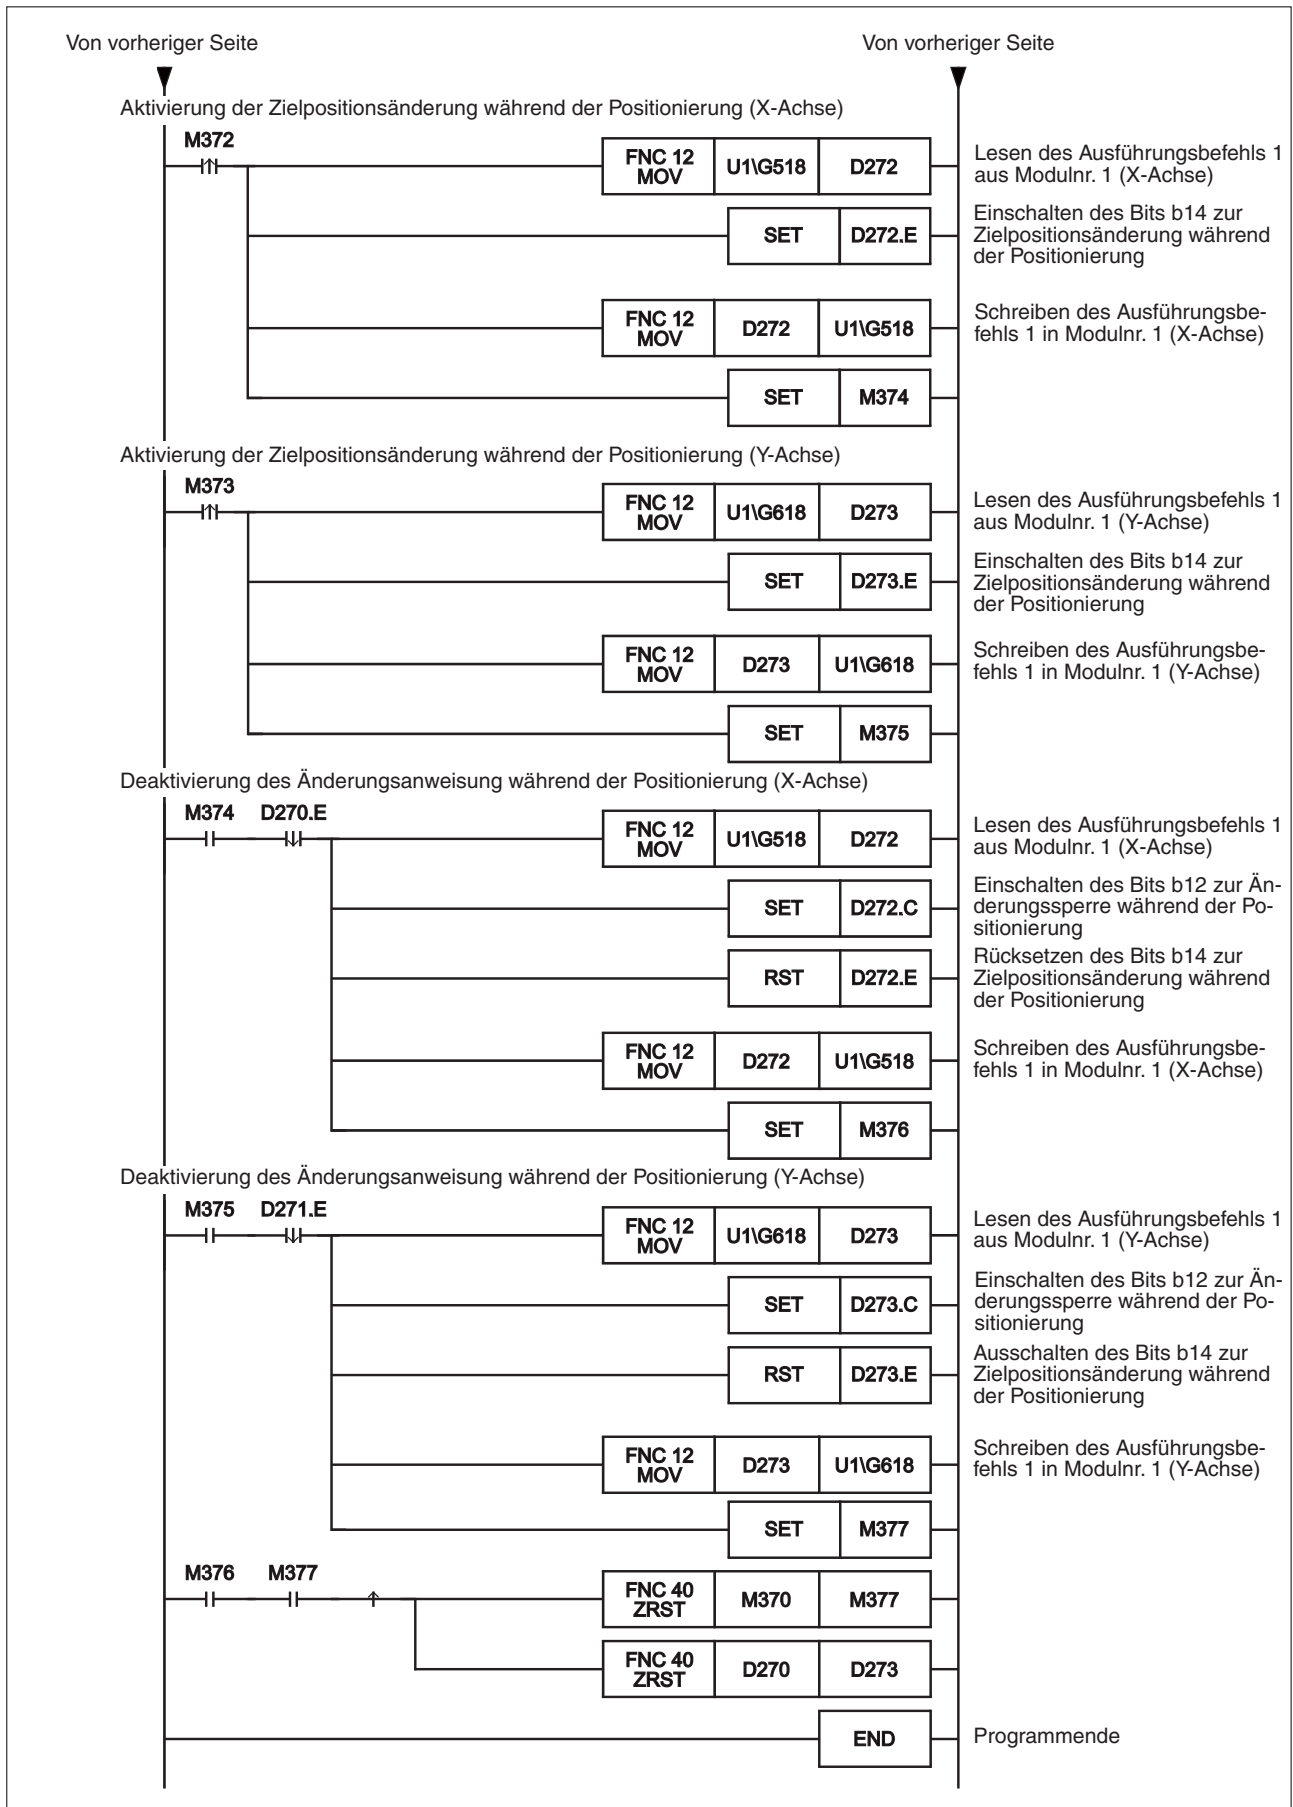 Von vorheriger Seite
Von vorheriger Seite
Aktivierung der Zielpositionsänderung während der Positionierung (X-Achse)
M372
FNC 12
MOV
U1\G518
D272
Lesen des Ausführungsbefehls 1
aus Modulnr. 1 (X-Achse)
SET
D272.E
Einschalten des Bits b14 zur
Zielpositionsänderung während
der Positionierung
FNC 12
MOV
D272
U1\G518
Schreiben des Ausführungsbe-
fehls 1 in Modulnr. 1 (X-Achse)
SET
M374
Aktivierung der Zielpositionsänderung während der Positionierung (Y-Achse)
M373
FNC 12
MOV
U1\G618
D273
Lesen des Ausführungsbefehls 1
aus Modulnr. 1 (Y-Achse)
SET
D273.E
Einschalten des Bits b14 zur
Zielpositionsänderung während
der Positionierung
FNC 12
MOV
D273
U1\G618
Schreiben des Ausführungsbe-
fehls 1 in Modulnr. 1 (Y-Achse)
SET
M375
Deaktivierung des Änderungsanweisung während der Positionierung (X-Achse)
M374
D270.E
FNC 12
MOV
U1\G518
D272
Lesen des Ausführungsbefehls 1
aus Modulnr. 1 (X-Achse)
SET
D272.C
Einschalten des Bits b12 zur Än-
derungssperre während der Po-
sitionierung
RST
D272.E
Rücksetzen des Bits b14 zur
Zielpositionsänderung während
der Positionierung
FNC 12
MOV
D272
U1\G518
Schreiben des Ausführungsbe-
fehls 1 in Modulnr. 1 (X-Achse)
SET
M376
Deaktivierung des Änderungsanweisung während der Positionierung (Y-Achse)
M375
D271.E
FNC 12
MOV
U1\G618
D273
Lesen des Ausführungsbefehls 1
aus Modulnr. 1 (Y-Achse)
SET
D273.C
Einschalten des Bits b12 zur Än-
derungssperre während der Po-
sitionierung
RST
D273.E
Ausschalten des Bits b14 zur
Zielpositionsänderung während
der Positionierung
FNC 12
MOV
D273
U1\G618
Schreiben des Ausführungsbe-
fehls 1 in Modulnr. 1 (Y-Achse)
SET
M377
M376
M377
FNC 40
ZRST
M370
M377
FNC 40
ZRST
D270
D273
END
Programmende